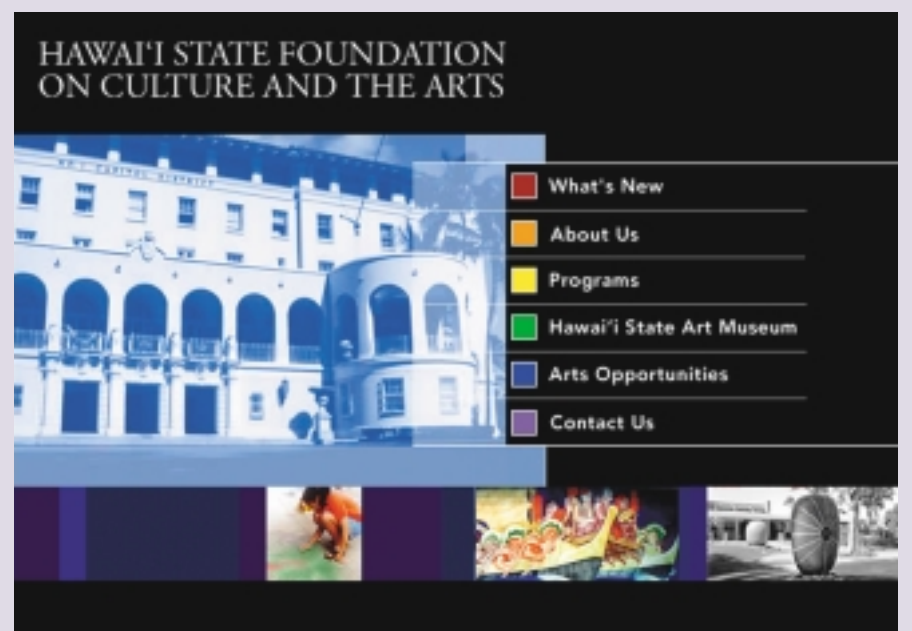 HAWAI‘I STATE FOUNDATION
ON CULTURE AND THE ARTS
What's New
About Us
Programs
Hawai‘i State Art Museum
Arts Opportunities
Contact Us